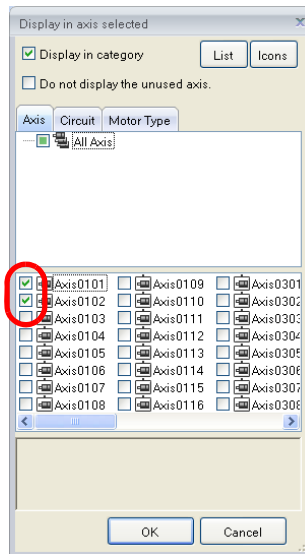 Display in axis selected
Display in category
List
Icons
Do not display the unused axis.
Axis Circuit Motor Type
All Axis
Axis0101 Axis0109 Axis0301
Axis0102 Axis0110 Axis0302
Axis0103 Axis0111 Axis0303
Axis0104 Axis0112 Axis0304
Axis0105 Axis0113 Axis0305
Axis0106 Axis0114 Axis0306
Axis0107 Axis0115 Axis0307
Axis0108 Axis0116 Axis0308
OK
Cancel